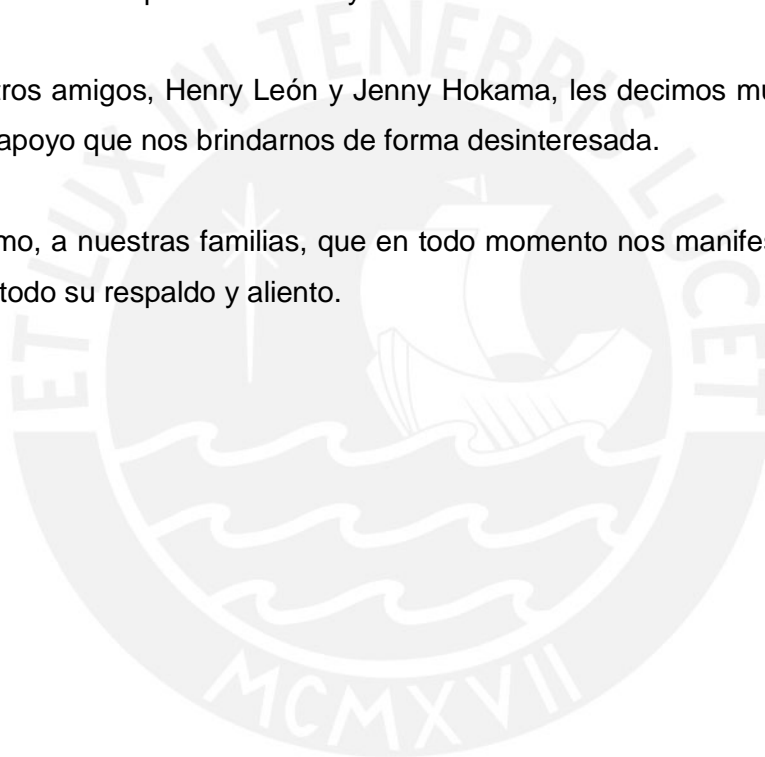 tros amigos, Henry León y Jenny Hokama, les decimos mu
apoyo que nos brindarnos de forma desinteresada.
mo, a nuestras familias, que en todo momento nos manifes
todo su respaldo y aliento.
ET LUX IN TENEBRIS LUCET
MCMXVII